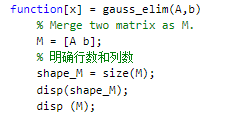 function[x] = gauss_elim(A,b)
% Merge two matrix as M.
M = [A b];
% 明确行数和列数
shape_M = size(M);
disp(shape_M);
disp (M);